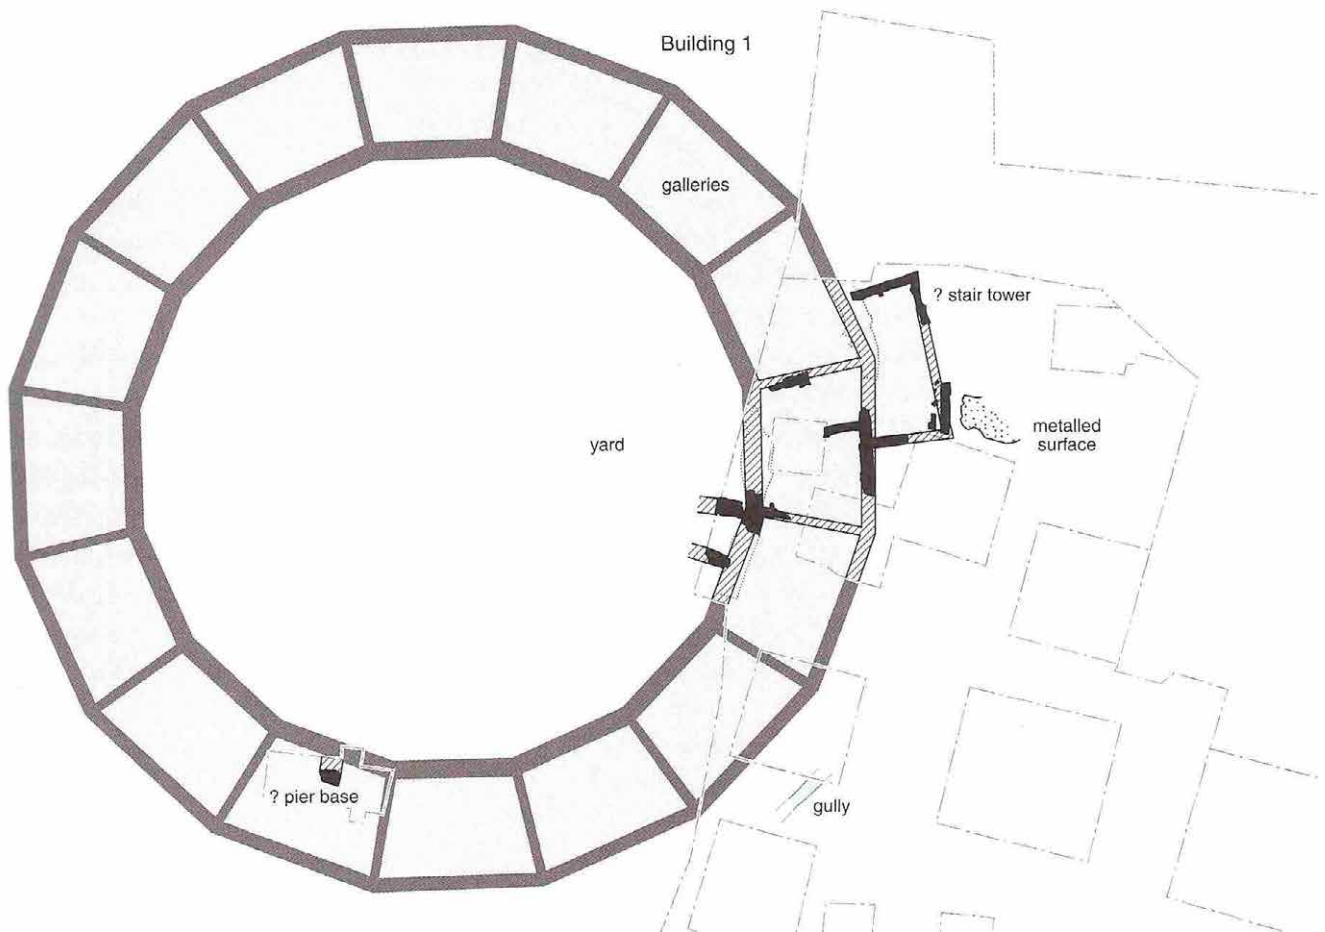 Building 1
galleries
? stair tower
yard
metalled
surface
? pier base
gully